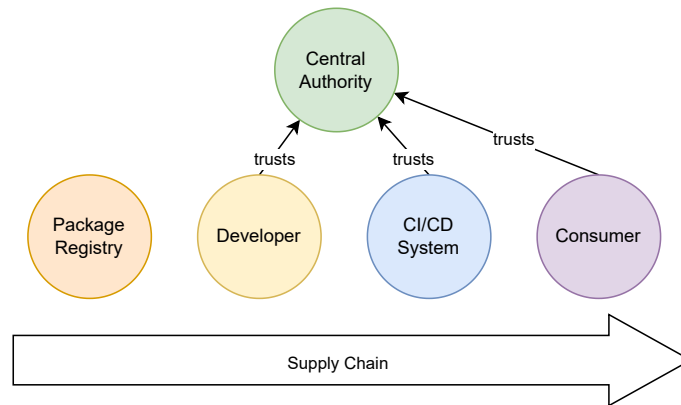 Central
Authority
trusts
trusts
trusts
Package
Registry
Developer
CI/CD
System
Consumer
Supply Chain